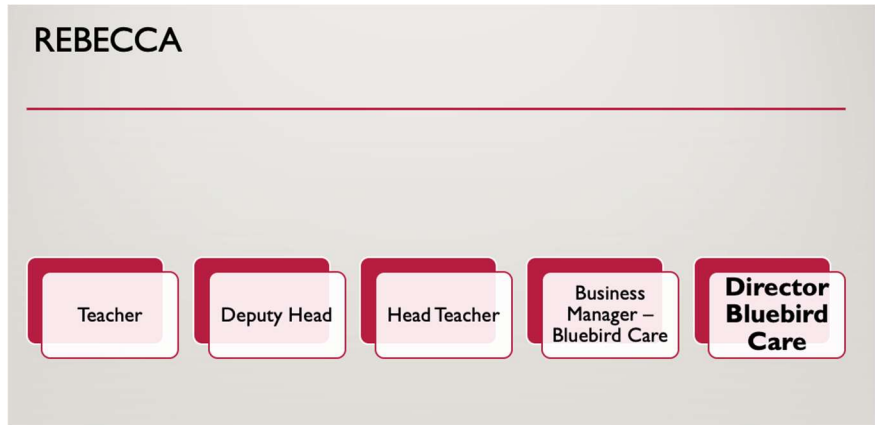 REBECCA
Teacher
Deputy Head
Head Teacher
Business
Manager –
Bluebird Care
Director
Bluebird
Care